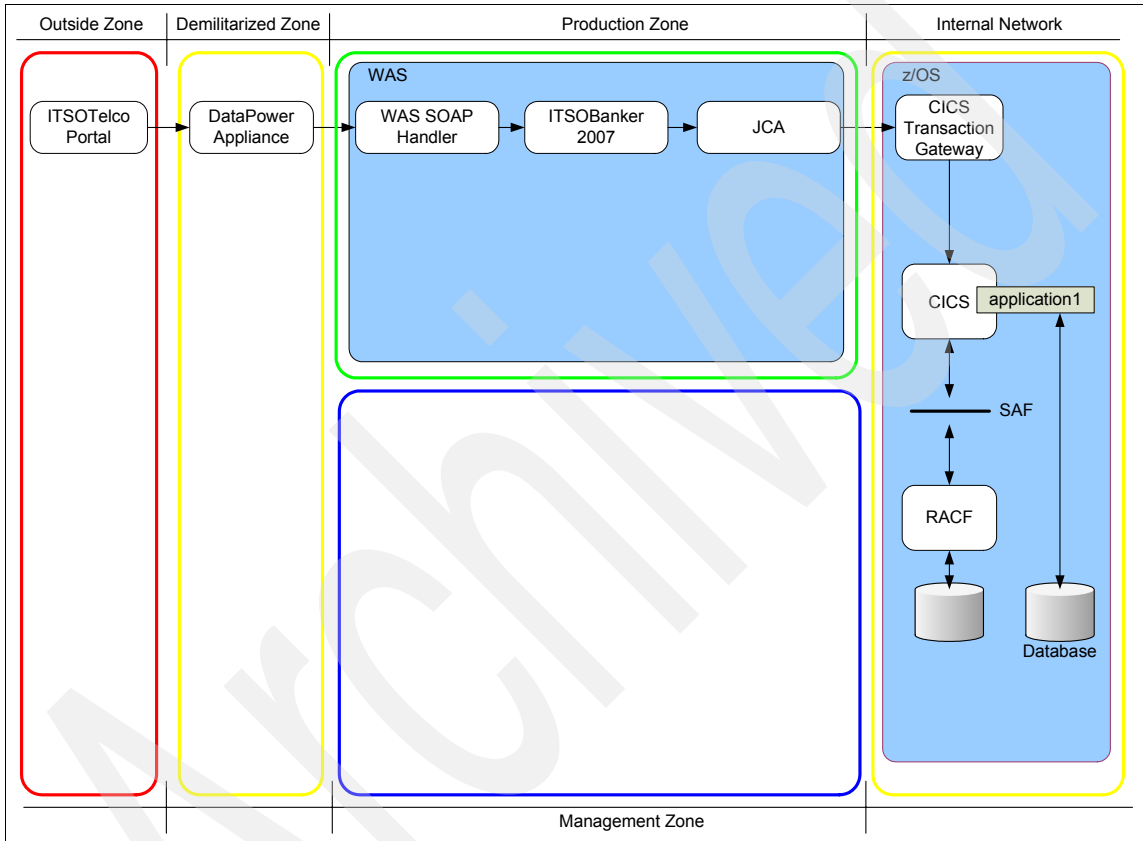 Outside Zone
Demilitarized Zone
Production Zone
Internal Network
WAS
z/OS
ITSOTelco
Portal
DataPower
Appliance
WAS SOAP
Handler
ITSOBanker
2007
JCA
CICS
Transaction
Gateway
CICS
application1
SAF
RACF
Database
Management Zone
Archived